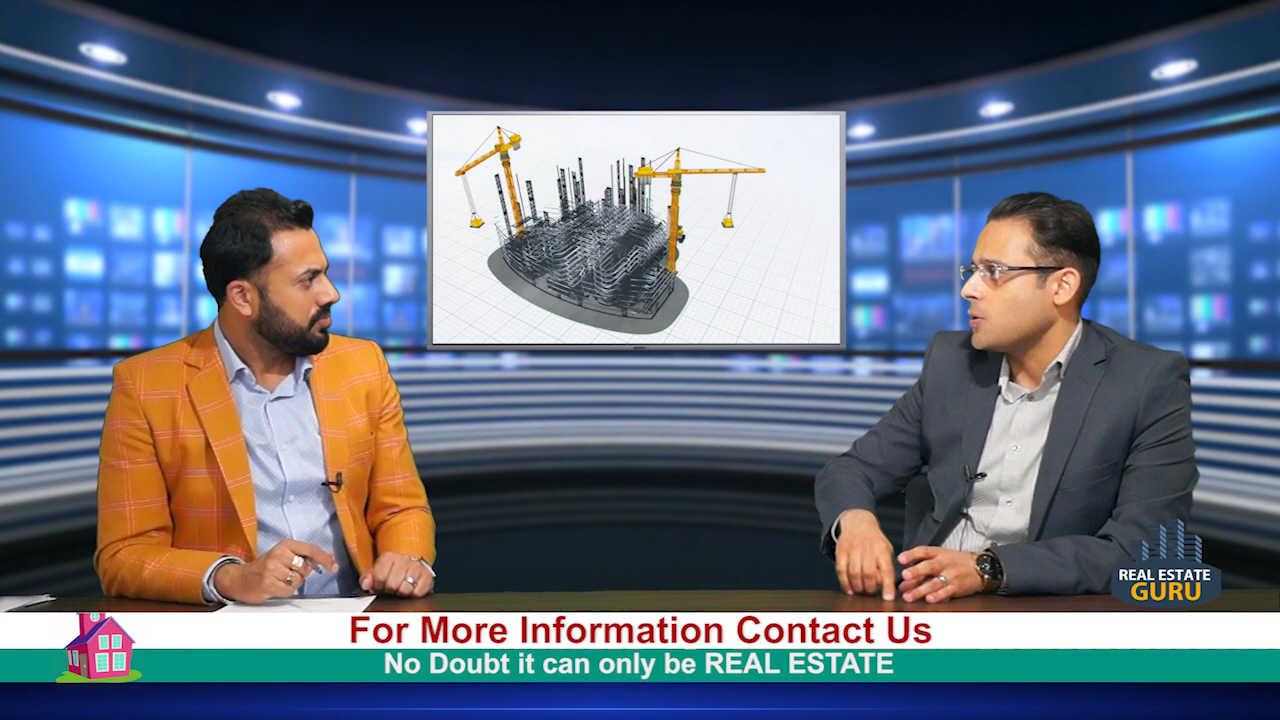 REAL ESTATE
GURU
For More Information Contact Us
No Doubt it can only be REAL ESTATE